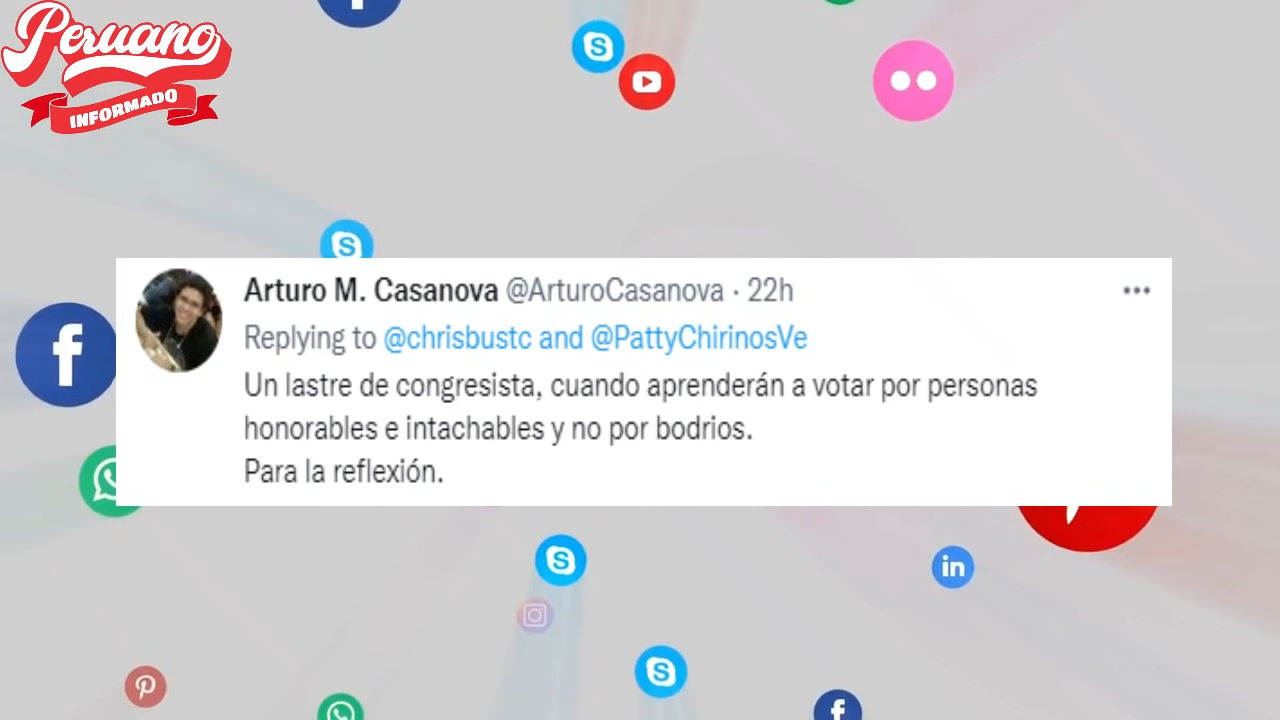 Peruano
INFORMADO
Arturo M. Casanova @ArturoCasanova · 22h
Replying to @chrisbustc and @PattyChirinosVe
Un lastre de congresista, cuando aprenderán a votar por personas
honorables e intachables y no por bodrios.
Para la reflexión.